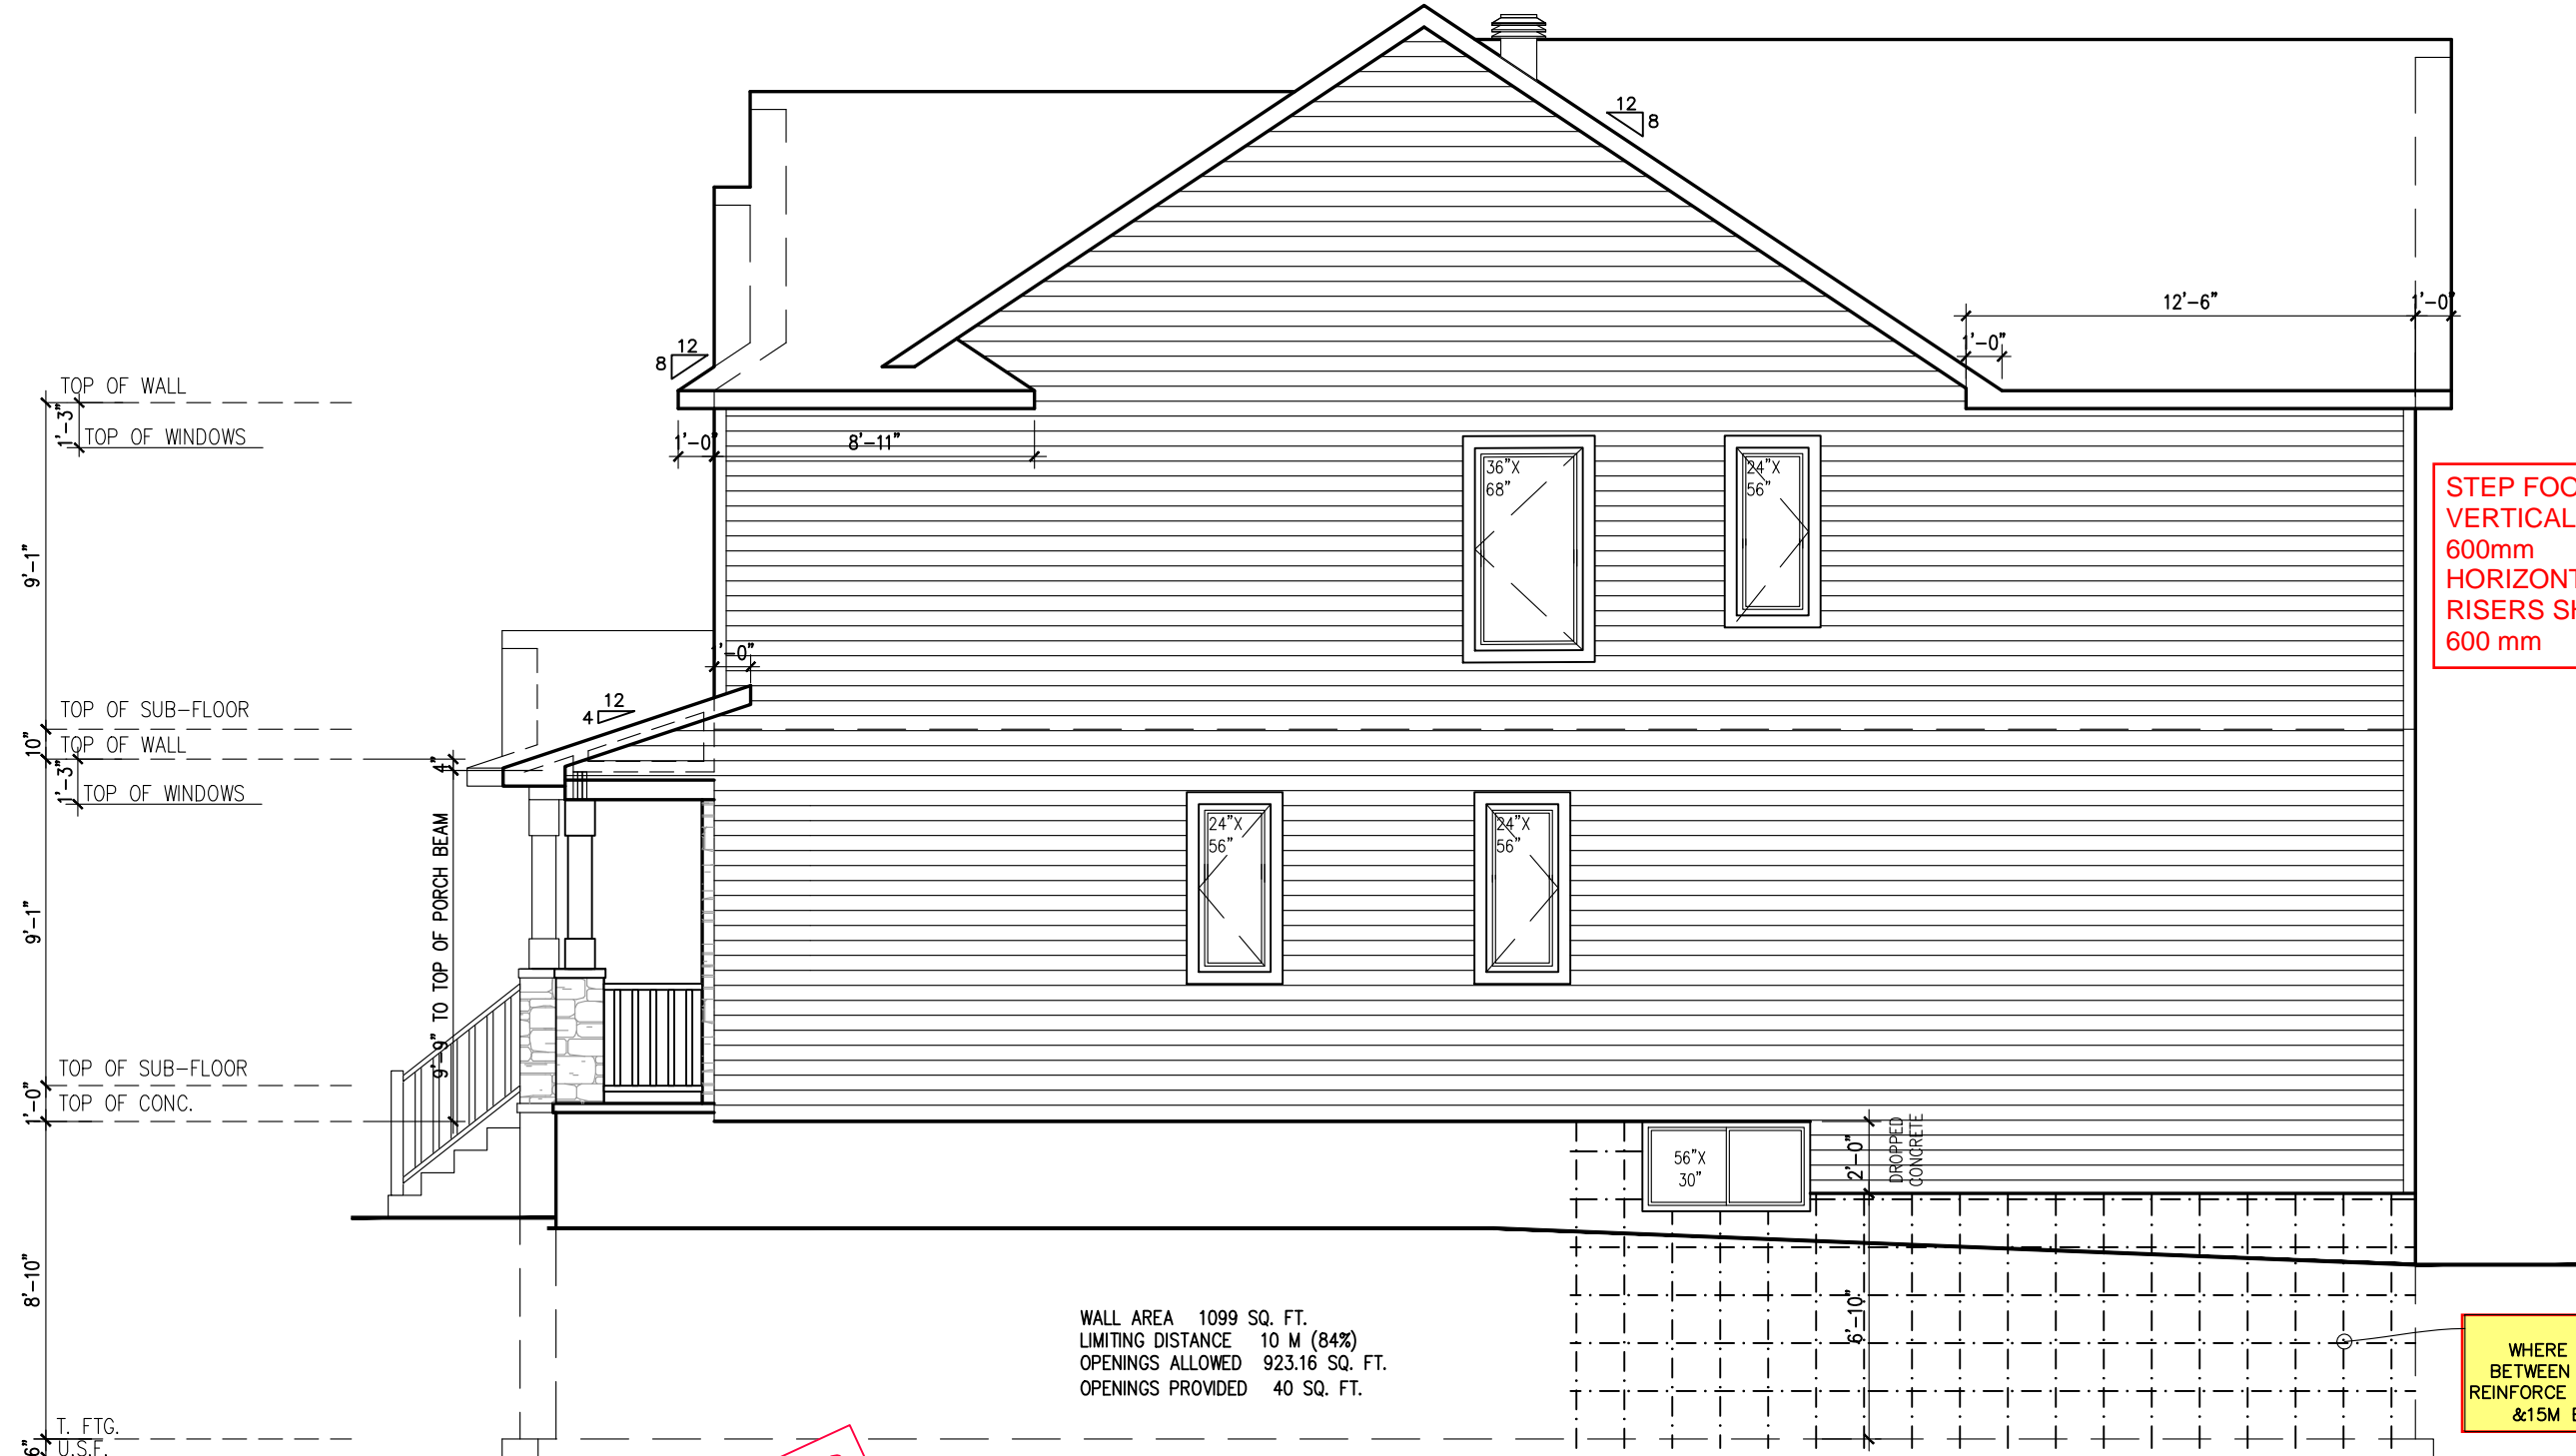 12
8
12
8
12'-6"
1'-0"
1'-0"
TOP OF WALL
1'-3"
TOP OF WINDOWS
1'-0"
8'-11"
36"X
68"
24"X
56"
STEP FOO
VERTICAL
600mm
HORIZONT
RISERS SH
600 mm
9'-1"
1'-0"
12
4
TOP OF SUB-FLOOR
10"
TOP OF WALL
4"
1'-3"
TOP OF WINDOWS
24"X
56"
24"X
56"
9'-1"
9'-9" TO TOP OF PORCH BEAM
TOP OF SUB-FLOOR
1'-0"
TOP OF CONC.
56"X
30"
2'-0"
DROPPED
CONCRETE
8'-10"
6'-10"
WALL AREA 1099 SQ. FT.
LIMITING DISTANCE 10 M (84%)
OPENINGS ALLOWED 923.16 SQ. FT.
OPENINGS PROVIDED 40 SQ. FT.
WHERE
BETWEEN
REINFORCE
&15M
T. FTG.
6"
U.S.F.